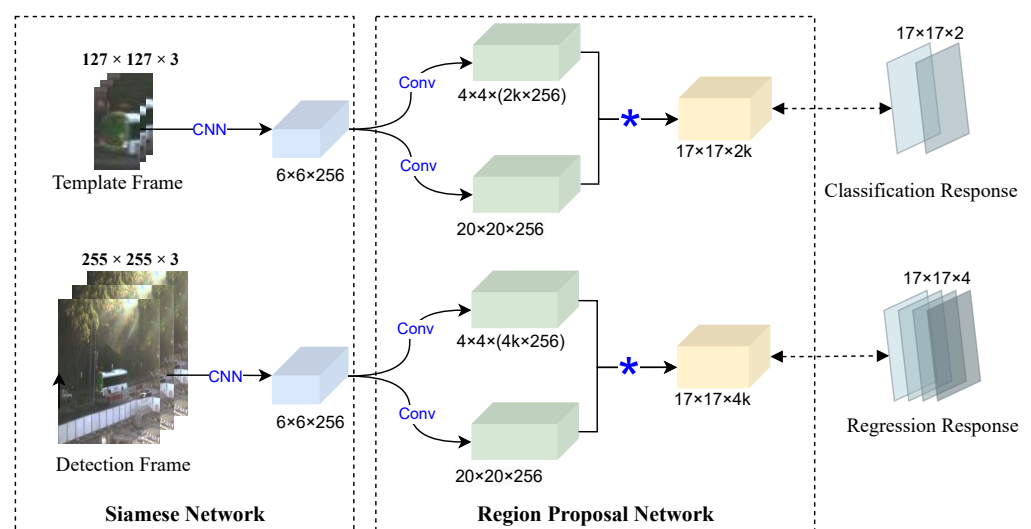 127 × 127 × 3
Template Frame
CNN
6×6×256
Conv
Conv
4×4×(2k×256)
20×20×256
*
17×17×2k
17×17×2
Classification Response
255 × 255 × 3
Detection Frame
CNN
6×6×256
Conv
Conv
4×4×(4k×256)
20×20×256
*
17×17×4k
17×17×4
Regression Response
Siamese Network
Region Proposal Network